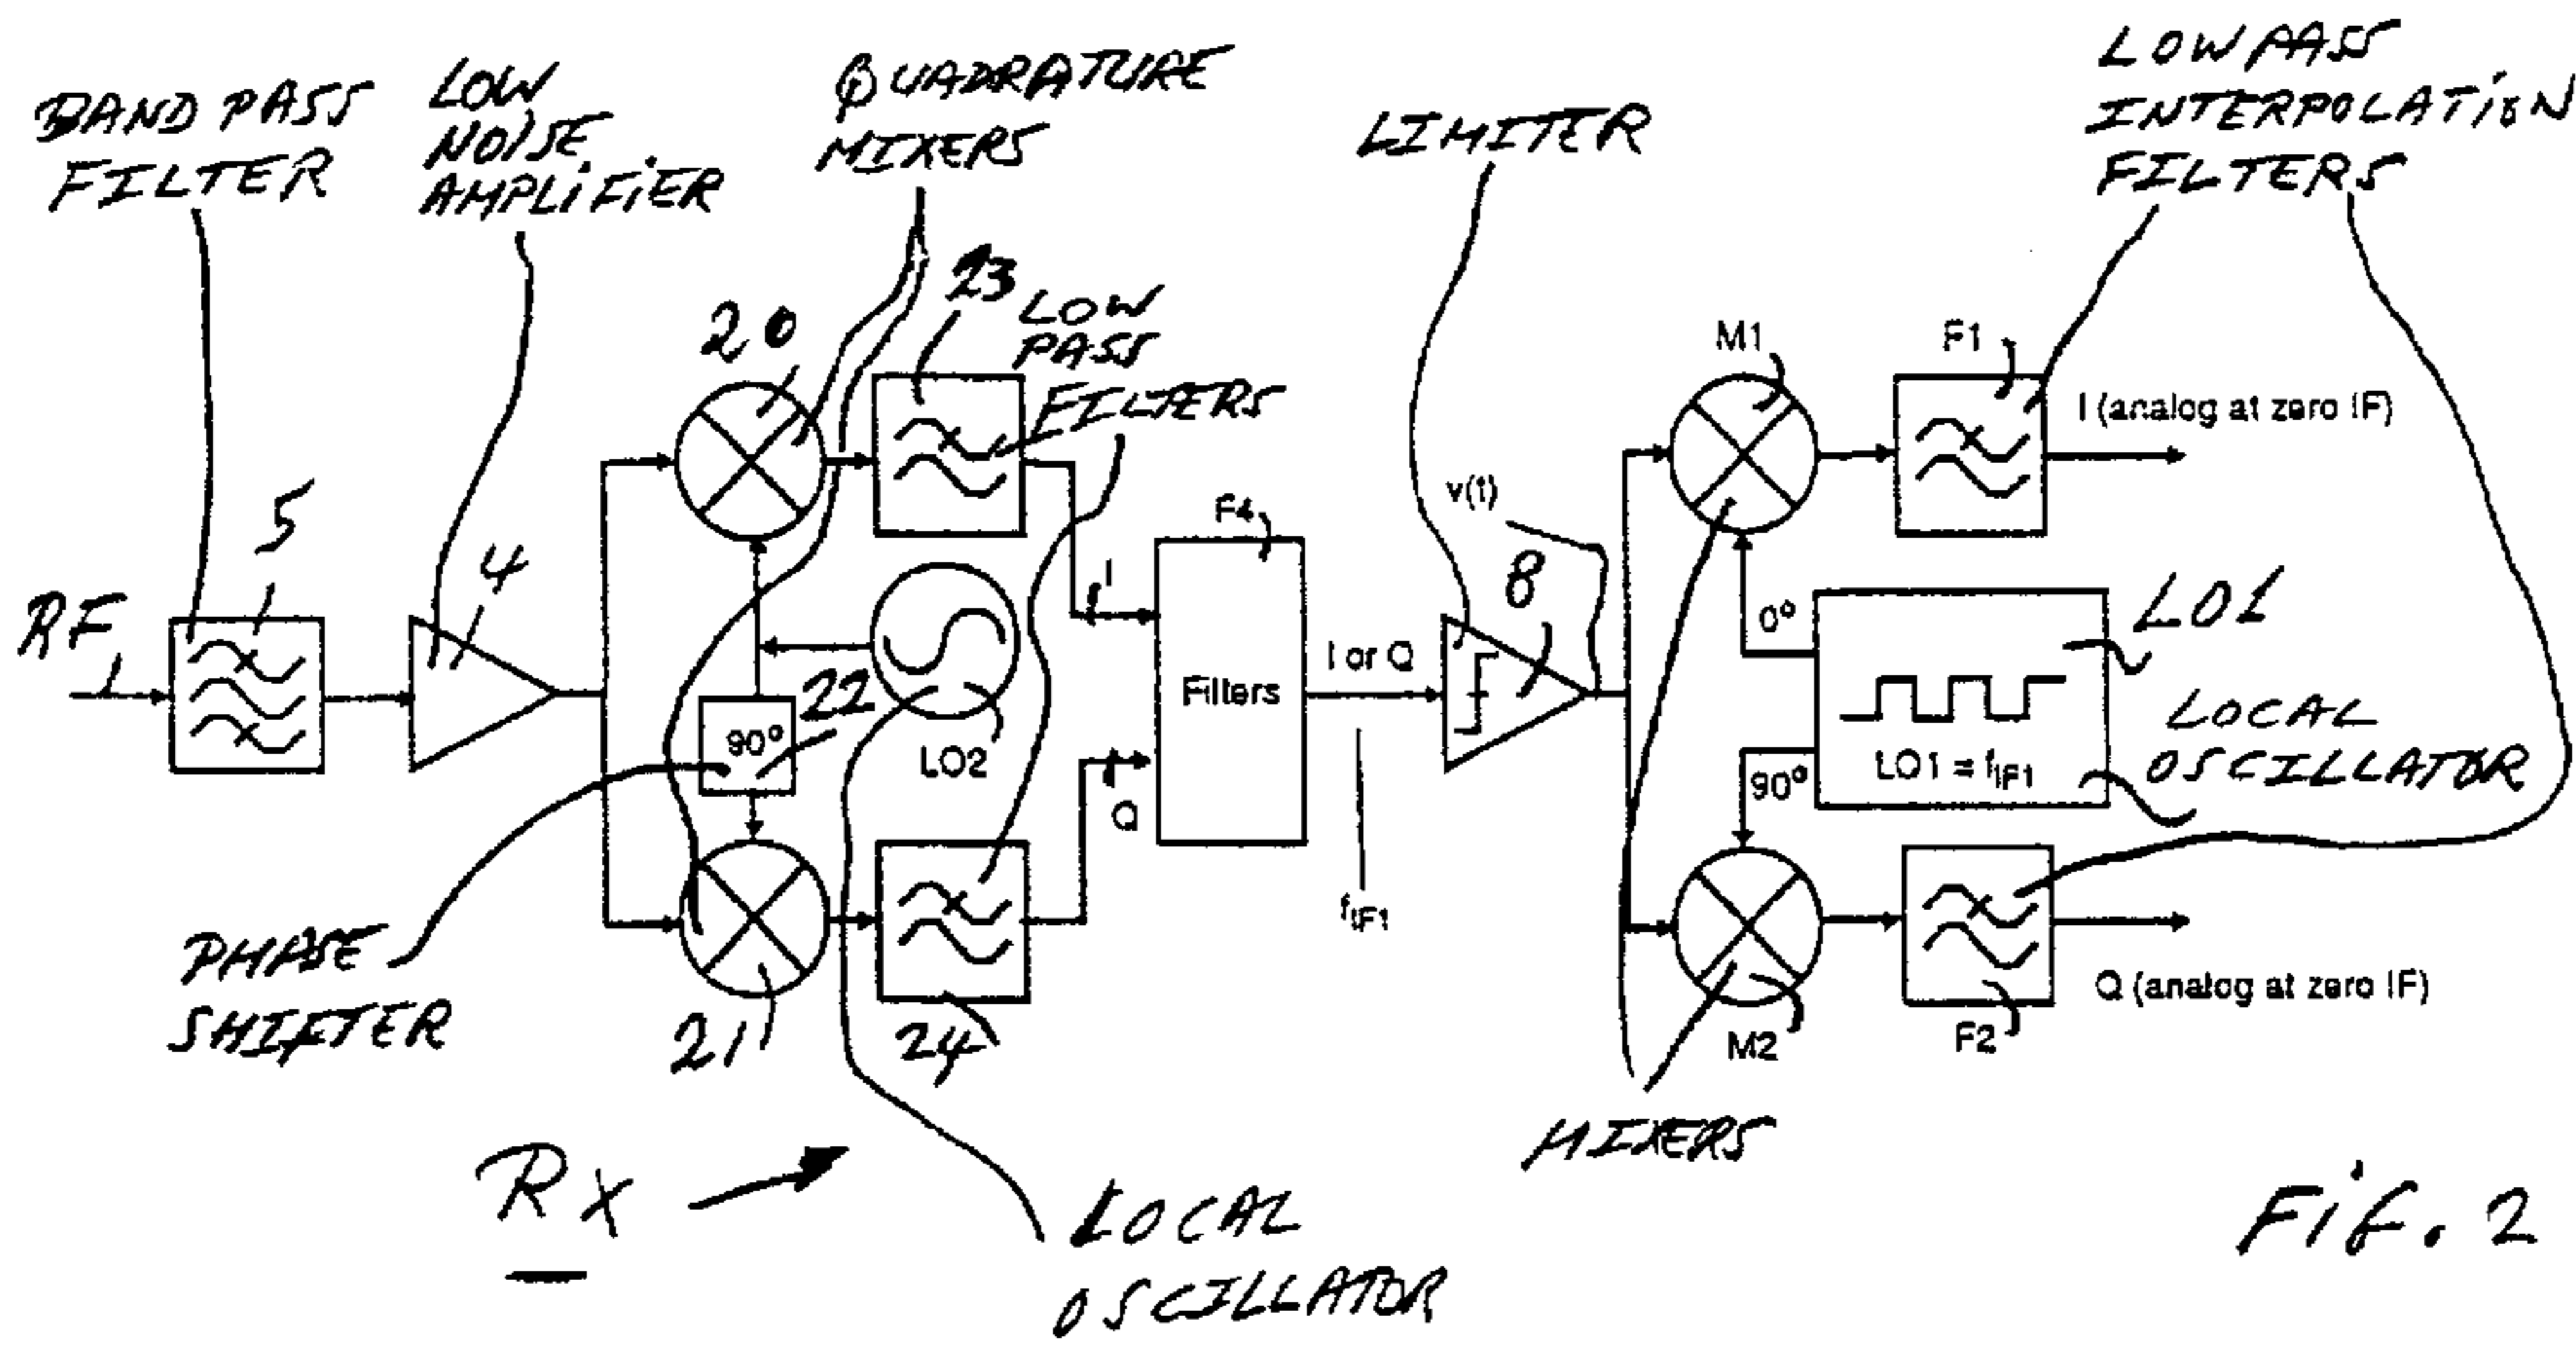 BAND PASS
FILTER
LOW
NOISE
AMPLIFIER
QUADRATURE
MIXERS
LIMITER
LOW PASS
INTERPOLATION
FILTERS
23
LOW
PASS
FILTERS
20
M1
F1
I (analog at zero IF)
5
4
RF
F4
v(t)
8
I
0°
LO1
I or Q
Filters
22
90°
LO2
LOCAL
OSCILLATOR
LO1 = fIF1
90°
Q
fIF1
PHASE
SHIFTER
21
24
M2
F2
Q (analog at zero IF)
MIXERS
Rx
LOCAL
OSCILLATOR
FiG. 2